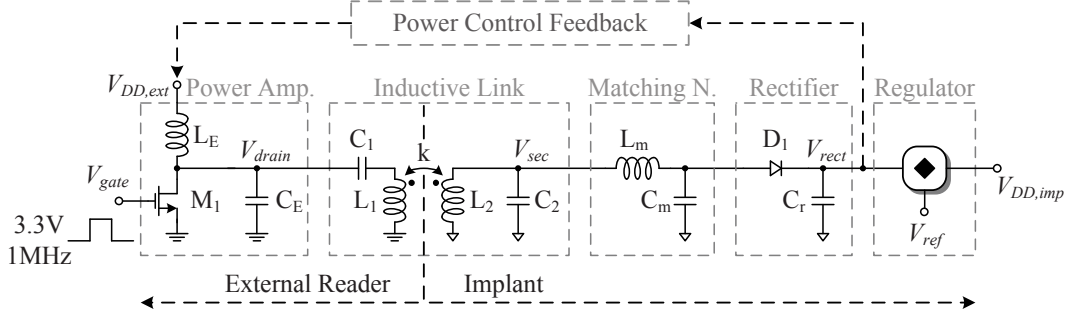 Power Control Feedback
V_DD,ext
Power Amp.
Inductive Link
Matching N.
Rectifier
Regulator
L_E
V_drain
C_1
k
V_sec
L_m
D_1
V_rect
V_gate
M_1
C_E
L_1
L_2
C_2
C_m
C_r
V_DD,imp
V_ref
3.3V
1MHz
External Reader
Implant